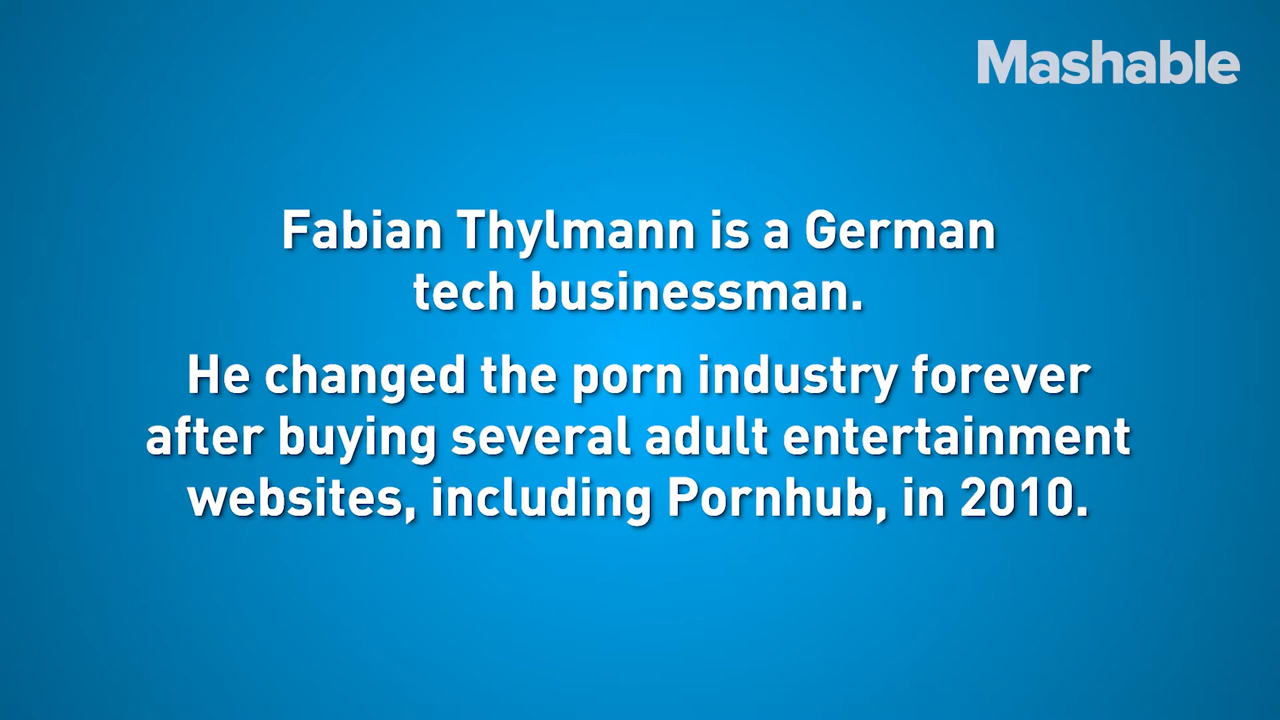 Mashable
Fabian Thylmann is a German
tech businessman.
He changed the porn industry forever
after buying several adult entertainment
websites, including Pornhub, in 2010.